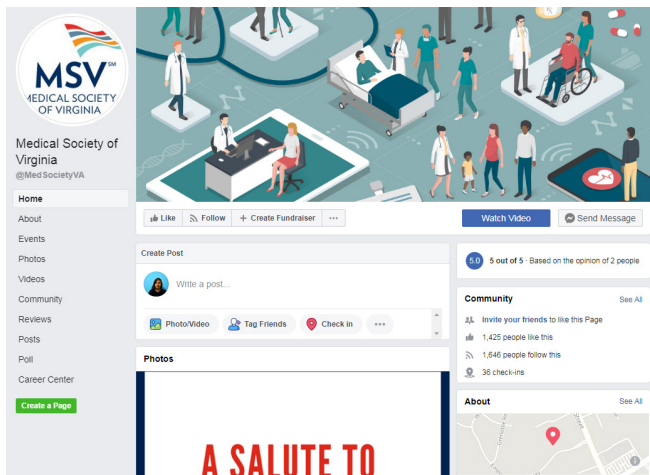 MSV SM
MEDICAL SOCIETY
OF VIRGINIA
Medical Society of
Virginia
@MedSocietyVA
Home
About
Events
Photos
Videos
Community
Reviews
Posts
Poll
Career Center
Create a Page
Like
Follow
+ Create Fundraiser
Watch Video
Send Message
Create Post
Write a post...
Photo/Video
Tag Friends
Check in
Photos
A SALUTE TO
5.0
5 out of 5 · Based on the opinion of 2 people
Community
See All
Invite your friends to like this Page
1,425 people like this
1,646 people follow this
36 check-ins
About
See All